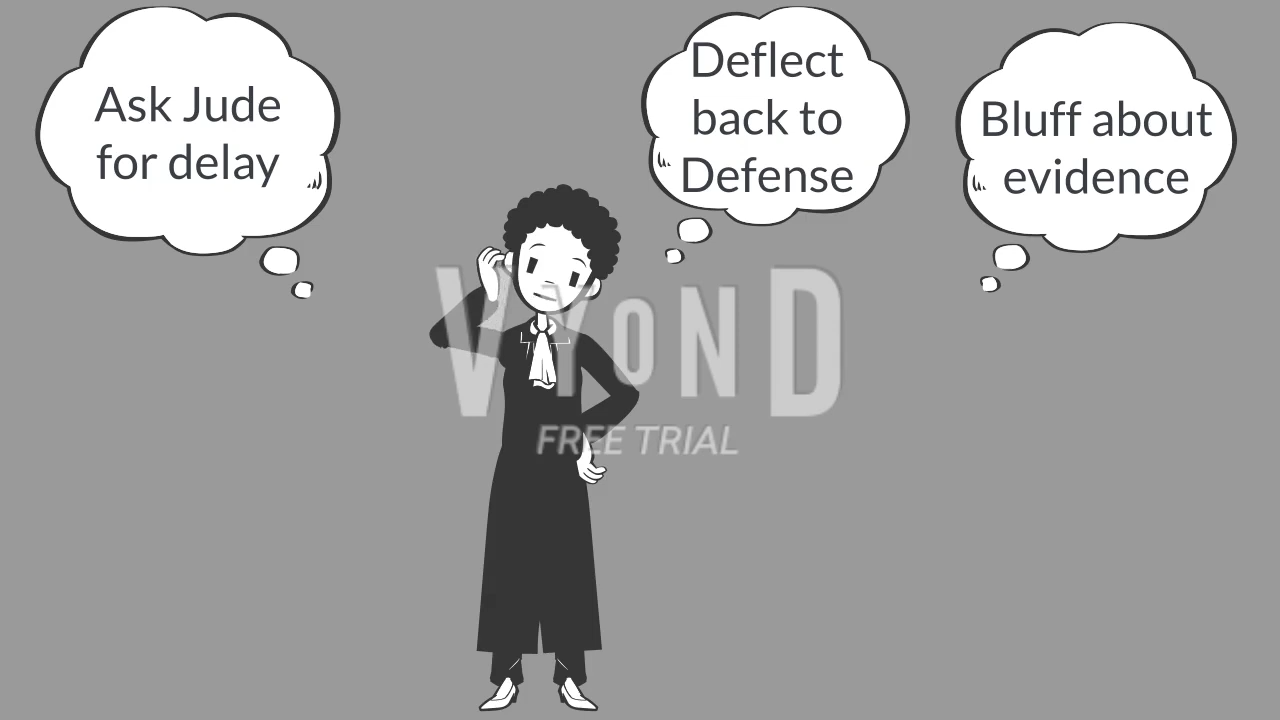 Ask Jude
for delay
Deflect
back to
Defense
Bluff about
evidence
VYOND
FREE TRIAL